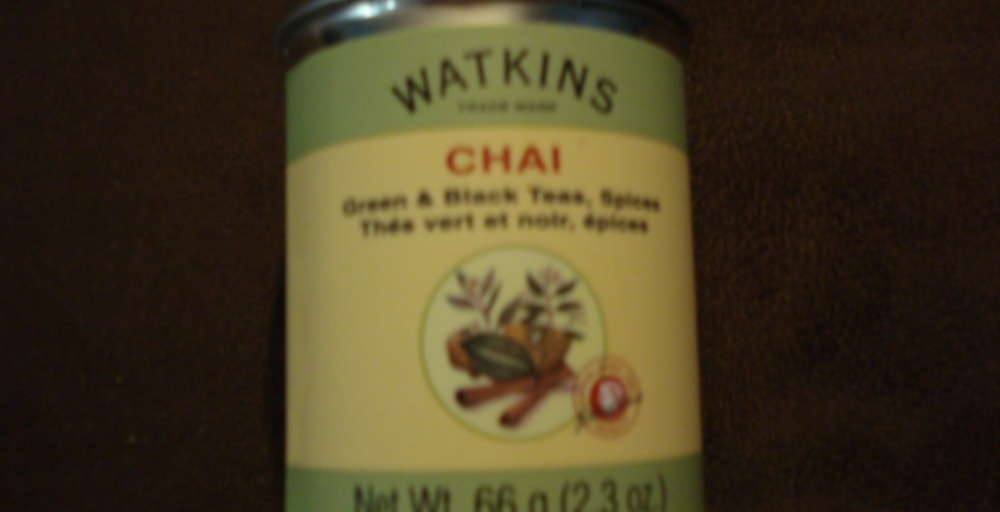 WATKINS
TRADE MARK
CHAI
Green & Black Teas, Spices
Thés vert et noir, épices
Net Wt. 66 g (2.3 oz)